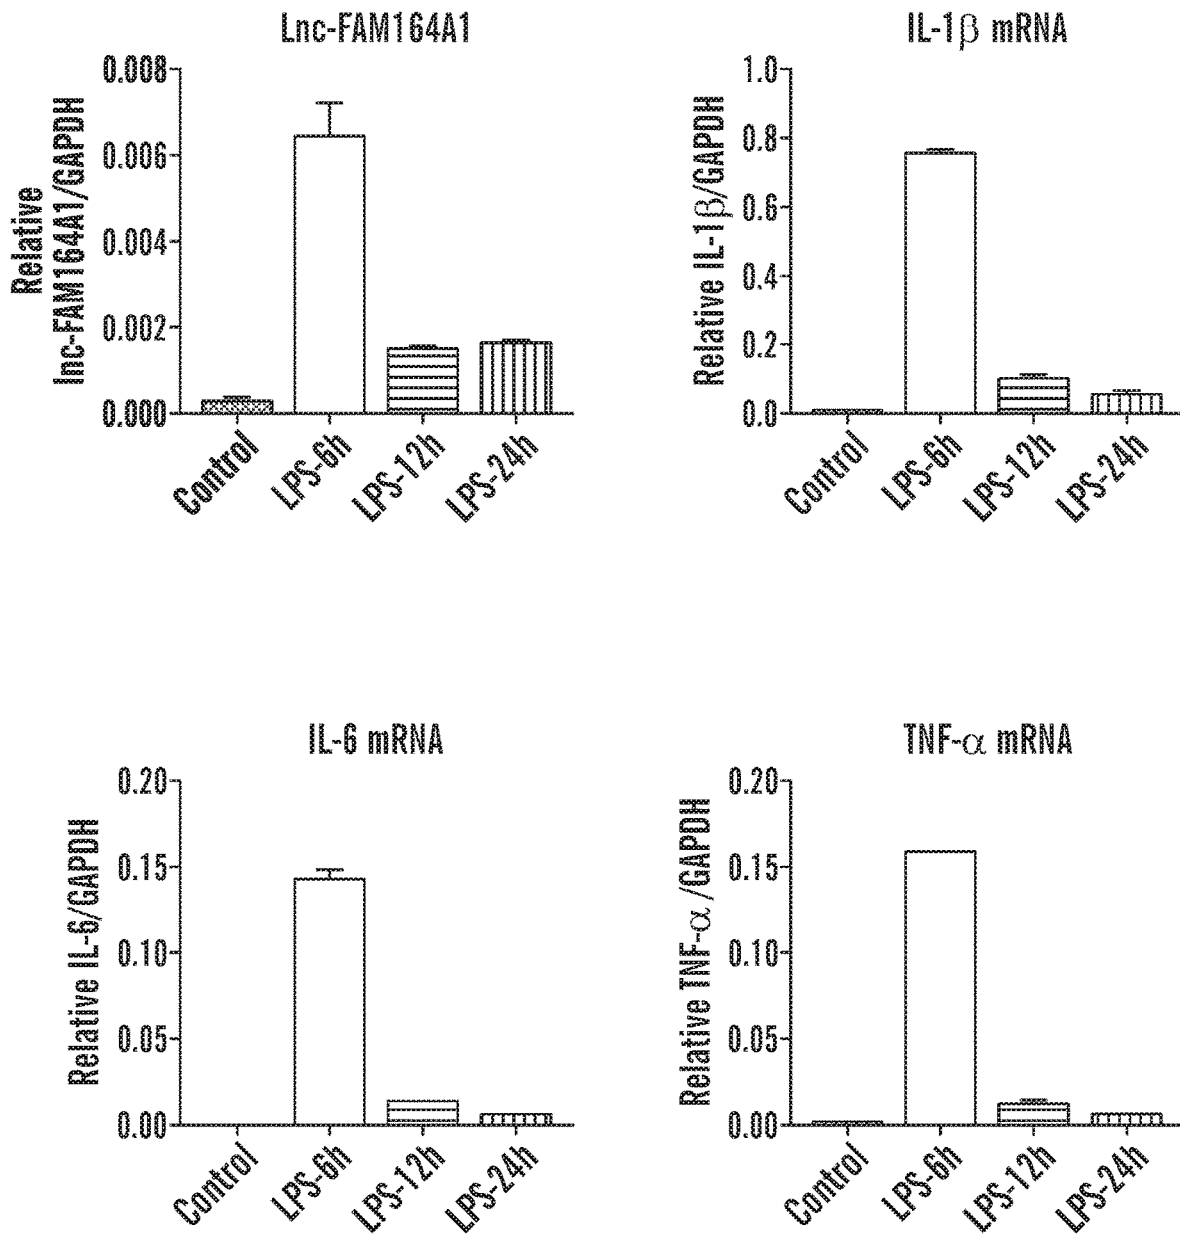 Lnc-FAM164A1
Relative
lnc-FAM164A1/GAPDH
0.008
0.006
0.004
0.002
0.000
Control
LPS-6h
LPS-12h
LPS-24h
IL-1β mRNA
Relative IL-1β/GAPDH
1.0
0.8
0.6
0.4
0.2
0.0
Control
LPS-6h
LPS-12h
LPS-24h
IL-6 mRNA
Relative IL-6/GAPDH
0.20
0.15
0.10
0.05
0.00
Control
LPS-6h
LPS-12h
LPS-24h
TNF-α mRNA
Relative TNF-α /GAPDH
0.20
0.15
0.10
0.05
0.00
Control
LPS-6h
LPS-12h
LPS-24h